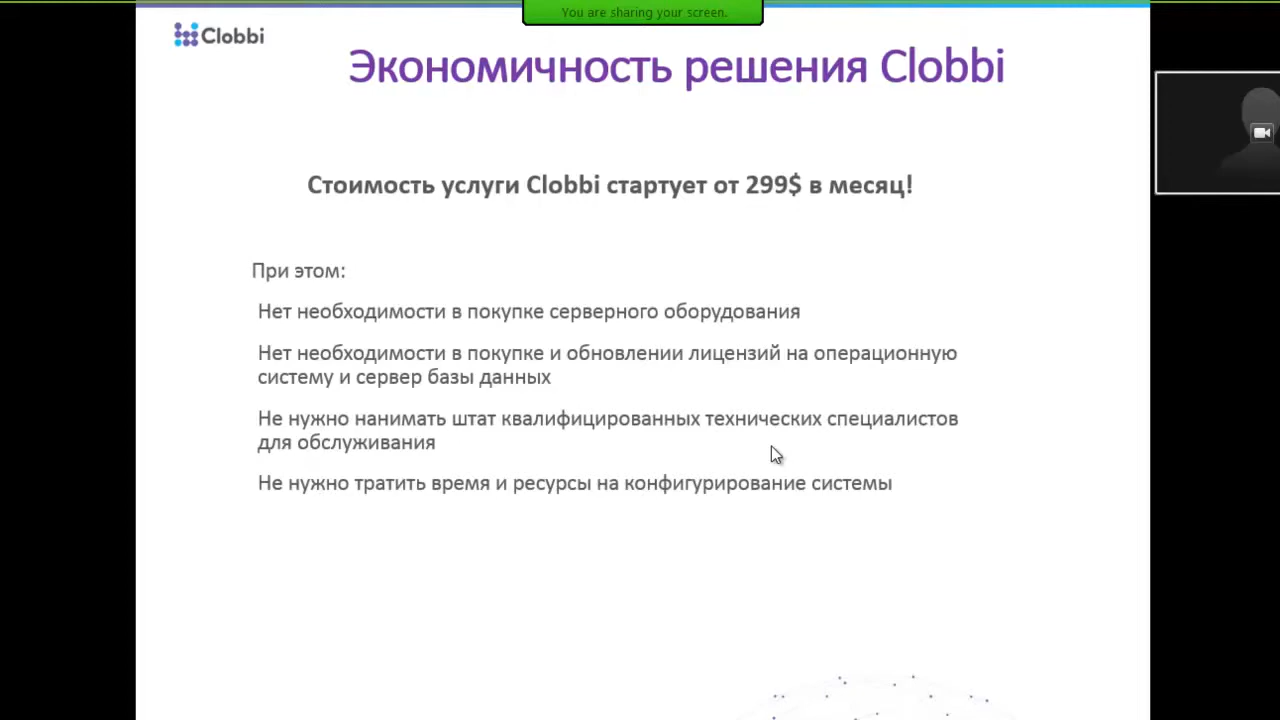 You are sharing your screen.
Clobbi
Экономичность решения Clobbi
Стоимость услуги Clobbi стартует от 299$ в месяц!
При этом:
Нет необходимости в покупке серверного оборудования
Нет необходимости в покупке и обновлении лицензий на операционную
систему и сервер базы данных
Не нужно нанимать штат квалифицированных технических специалистов
для обслуживания
Не нужно тратить время и ресурсы на конфигурирование системы